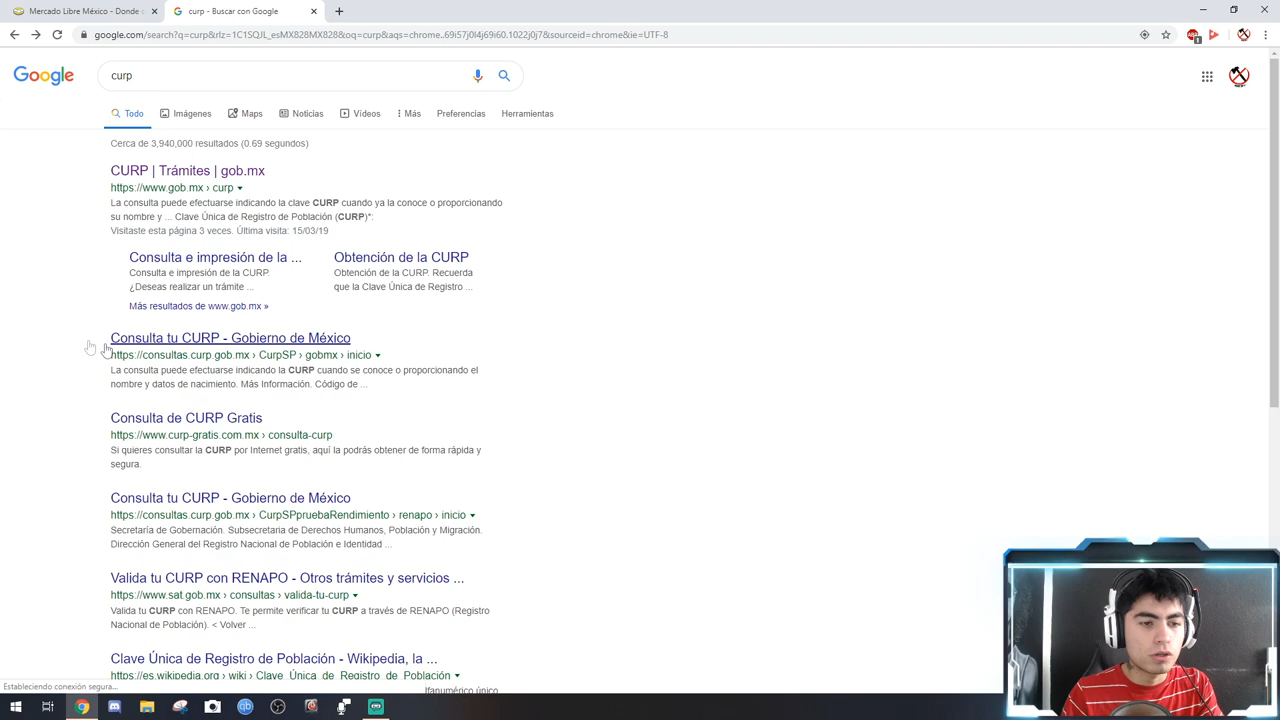 Mercado Libre México - Donde
curp - Buscar con Google
google.com/search?q=curp&rlz=1C1SQJL_esMX828MX828&oq=curp&aqs=chrome..69i57j0l4j69i60.1022j0j7&sourceid=chrome&ie=UTF-8
Google
curp
Todo
Imágenes
Maps
Noticias
Vídeos
Más
Preferencias
Herramientas
Cerca de 3,940,000 resultados (0.69 segundos)
CURP | Trámites | gob.mx
https://www.gob.mx › curp
La consulta puede efectuarse indicando la clave CURP cuando ya la conoce o proporcionando
su nombre y ... Clave Única de Registro de Población (CURP)*:
Visitaste esta página 3 veces. Última visita: 15/03/19
Consulta e impresión de la ...
Consulta e impresión de la CURP.
¿Deseas realizar un trámite ...
Obtención de la CURP
Obtención de la CURP. Recuerda
que la Clave Única de Registro ...
Más resultados de www.gob.mx »
Consulta tu CURP - Gobierno de México
https://consultas.curp.gob.mx › CurpSP › gobmx › inicio
La consulta puede efectuarse indicando la CURP cuando se conoce o proporcionando el
nombre y datos de nacimiento. Más Información. Código de ...
Consulta de CURP Gratis
https://www.curp-gratis.com.mx › consulta-curp
Si quieres consultar la CURP por Internet gratis, aquí la podrás obtener de forma rápida y
segura.
Consulta tu CURP - Gobierno de México
https://consultas.curp.gob.mx › CurpSPpruebaRendimiento › renapo › inicio
Secretaría de Gobernación. Subsecretaria de Derechos Humanos, Población y Migración.
Dirección General del Registro Nacional de Población e Identidad ...
Valida tu CURP con RENAPO - Otros trámites y servicios ...
https://www.sat.gob.mx › consultas › valida-tu-curp
Valida tu CURP con RENAPO. Te permite verificar tu CURP a través de RENAPO (Registro
Nacional de Población). < Volver ...
Clave Única de Registro de Población - Wikipedia, la ...
https://es.wikipedia.org › wiki › Clave_Única_de_Registro_de_Población
lfanumérico único
Estableciendo conexión segura...